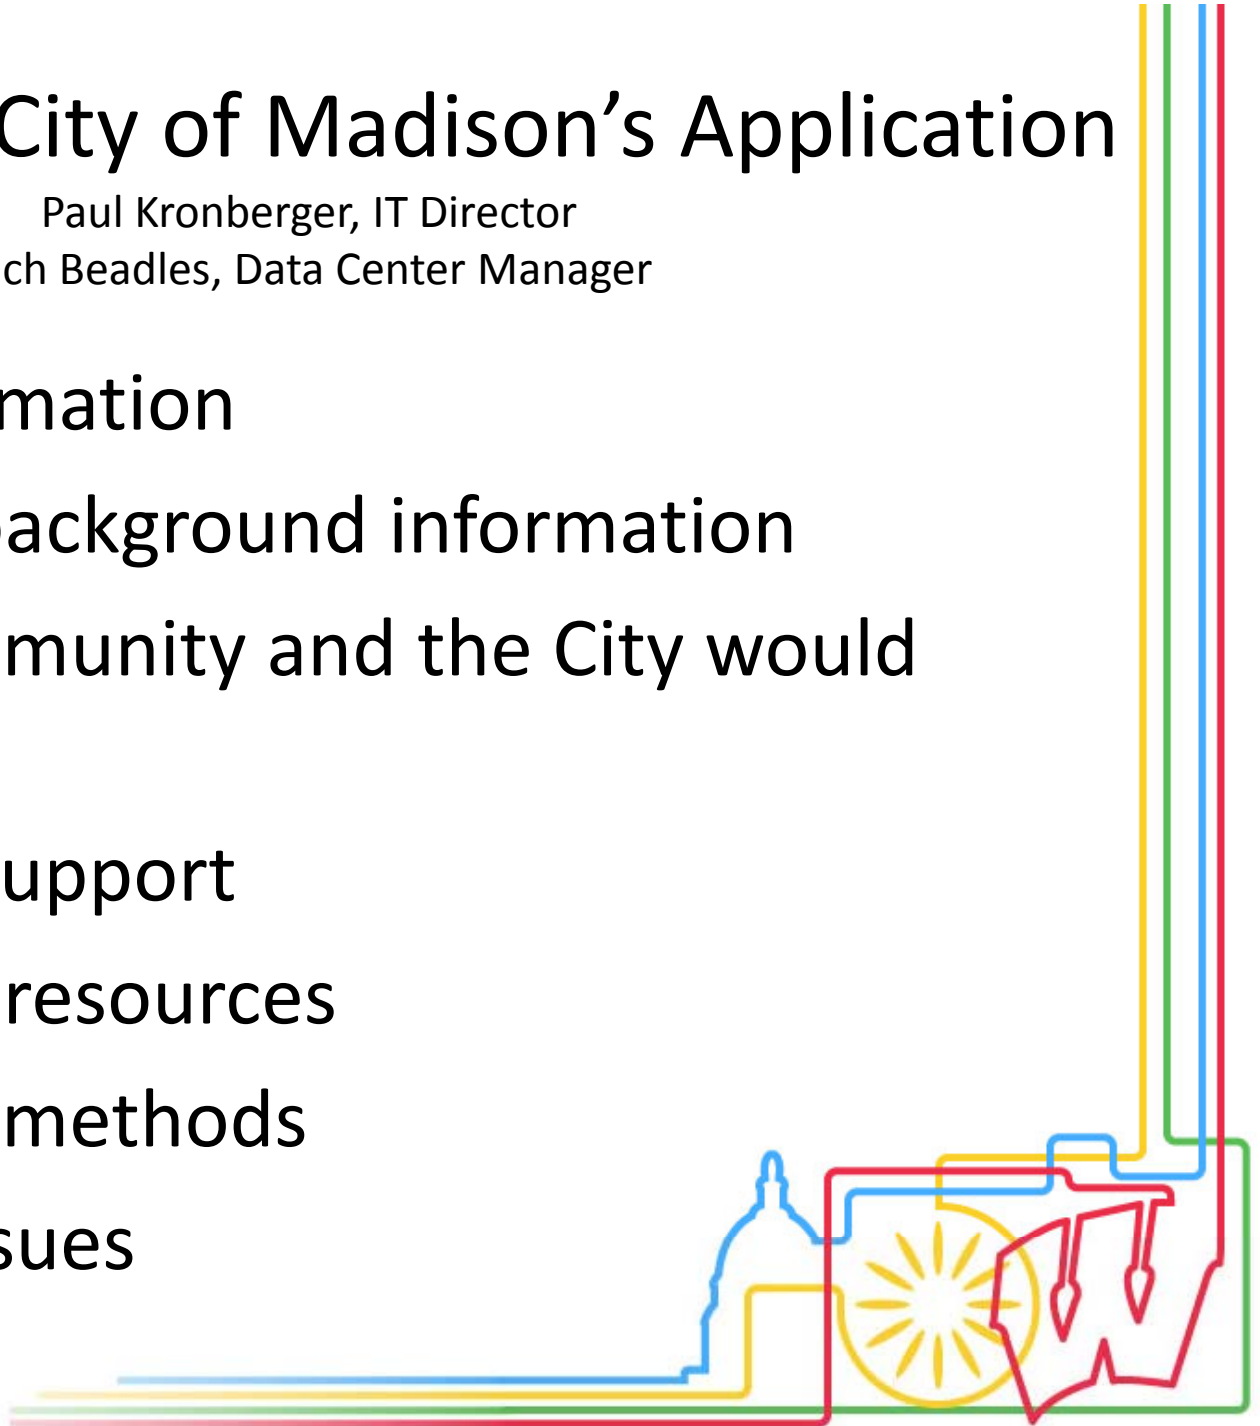 City of Madison’s Application
Paul Kronberger, IT Director
ch Beadles, Data Center Manager
mation
background information
munity and the City would
upport
resources
methods
sues